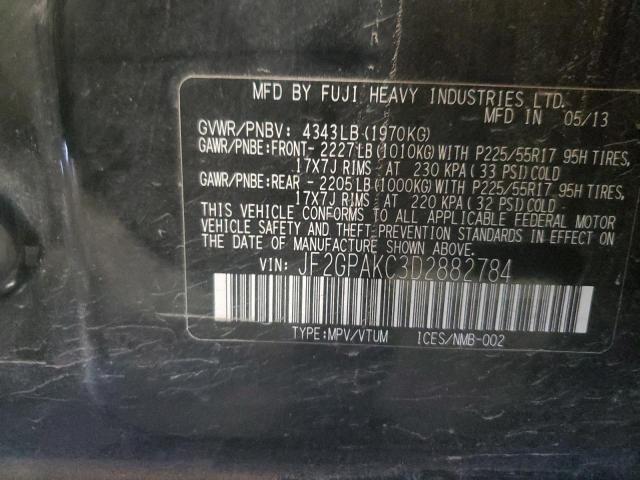 MFD BY FUJI HEAVY INDUSTRIES LTD.
MFD IN 05/13
GVWR/PNBV: 4343LB(1970KG)
GAWR/PNBE:FRONT- 2227LB(1010KG)WITH P225/55R17 95H TIRES,
17X7J RIMS AT 230 KPA(33 PSI)COLD
GAWR/PNBE:REAR - 2205LB(1000KG)WITH P225/55R17 95H TIRES,
17X7J RIMS AT 220 KPA(32 PSI)COLD
THIS VEHICLE CONFORMS TO ALL APPLICABLE FEDERAL MOTOR
VEHICLE SAFETY AND THEFT PREVENTION STANDARDS IN EFFECT ON
THE DATE OF MANUFACTURE SHOWN ABOVE.
VIN: JF2GPAKC3D2882784
TYPE:MPV/VTUM ICES/NMB-002